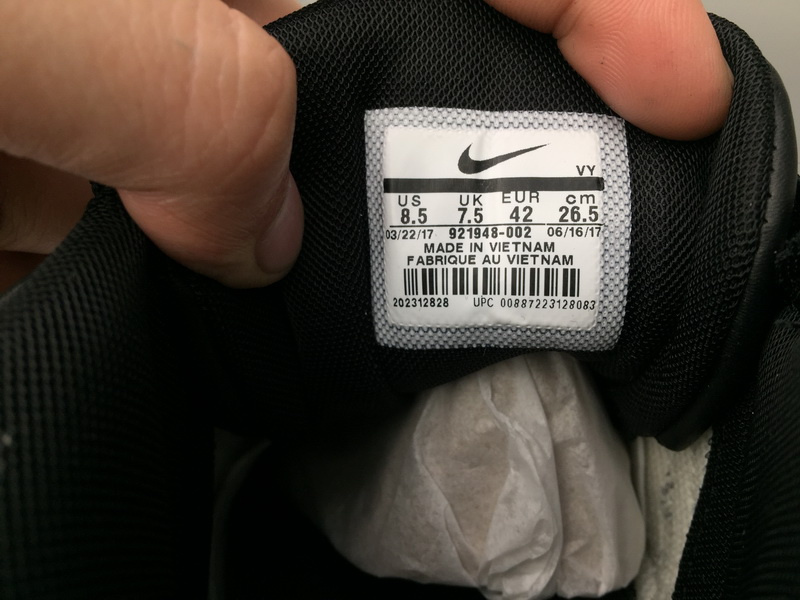 VY
US UK EUR cm
8.5 7.5 42 26.5
03/22/17 921948-002 06/16/17
MADE IN VIETNAM
FABRIQUE AU VIETNAM
202312828 UPC 00887223128083